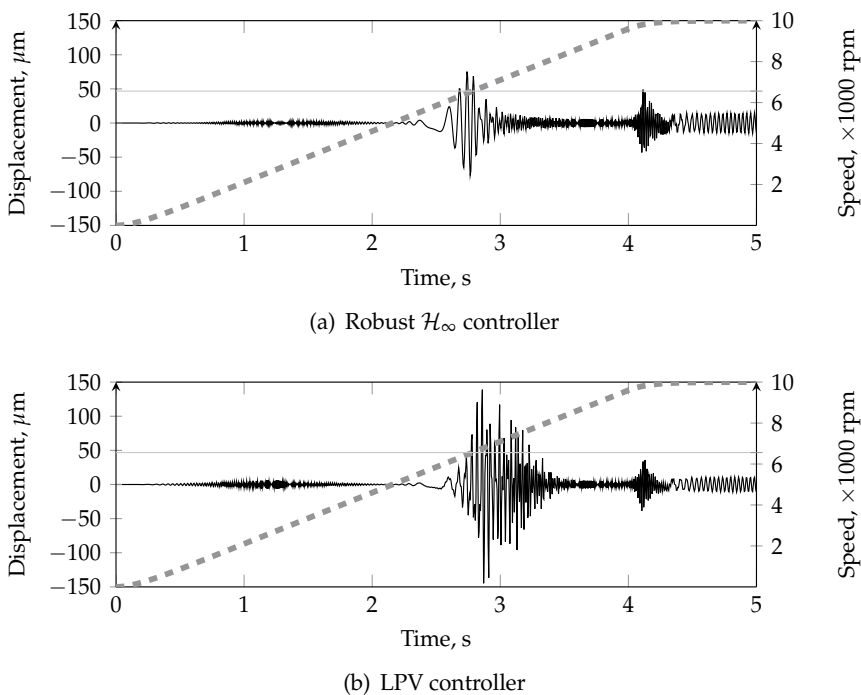 150
100
50
0
−50
−100
−150
Displacement, μm
10
8
6
4
2
Speed, ×1000 rpm
0 1 2 3 4 5
Time, s
(a) Robust ℋ∞ controller
150
100
50
0
−50
−100
−150
Displacement, μm
10
8
6
4
2
Speed, ×1000 rpm
0 1 2 3 4 5
Time, s
(b) LPV controller